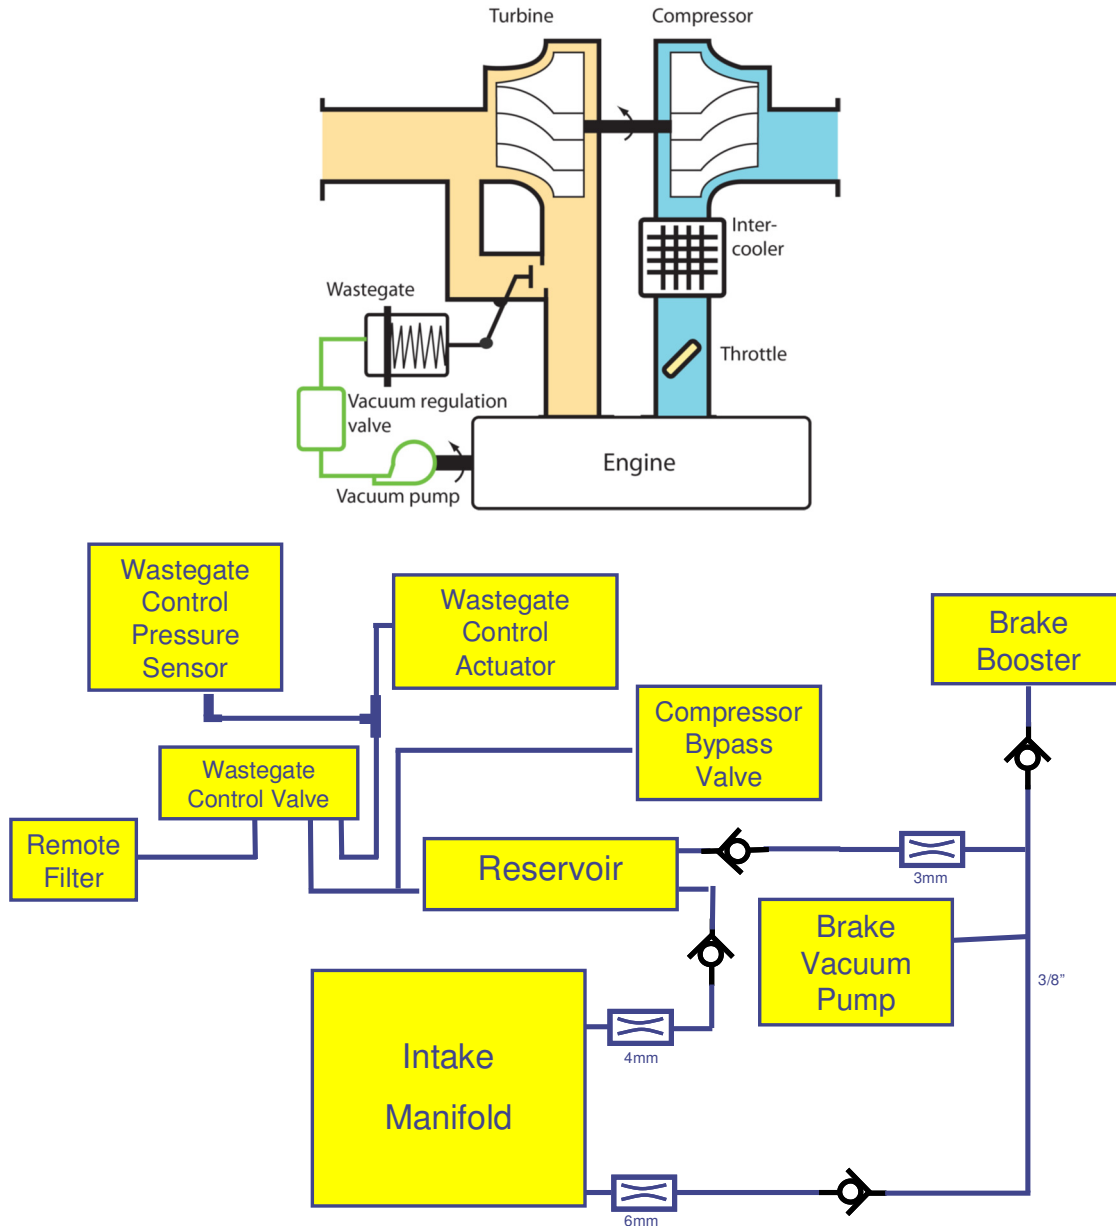 Turbine
Compressor
Inter-
cooler
Wastegate
Throttle
Vacuum regulation
valve
Engine
Vacuum pump
Wastegate
Control
Pressure
Sensor
Wastegate
Control
Actuator
Brake
Booster
Compressor
Bypass
Valve
Wastegate
Control Valve
Remote
Filter
Reservoir
3mm
Brake
Vacuum
Pump
3/8”
Intake
Manifold
4mm
6mm